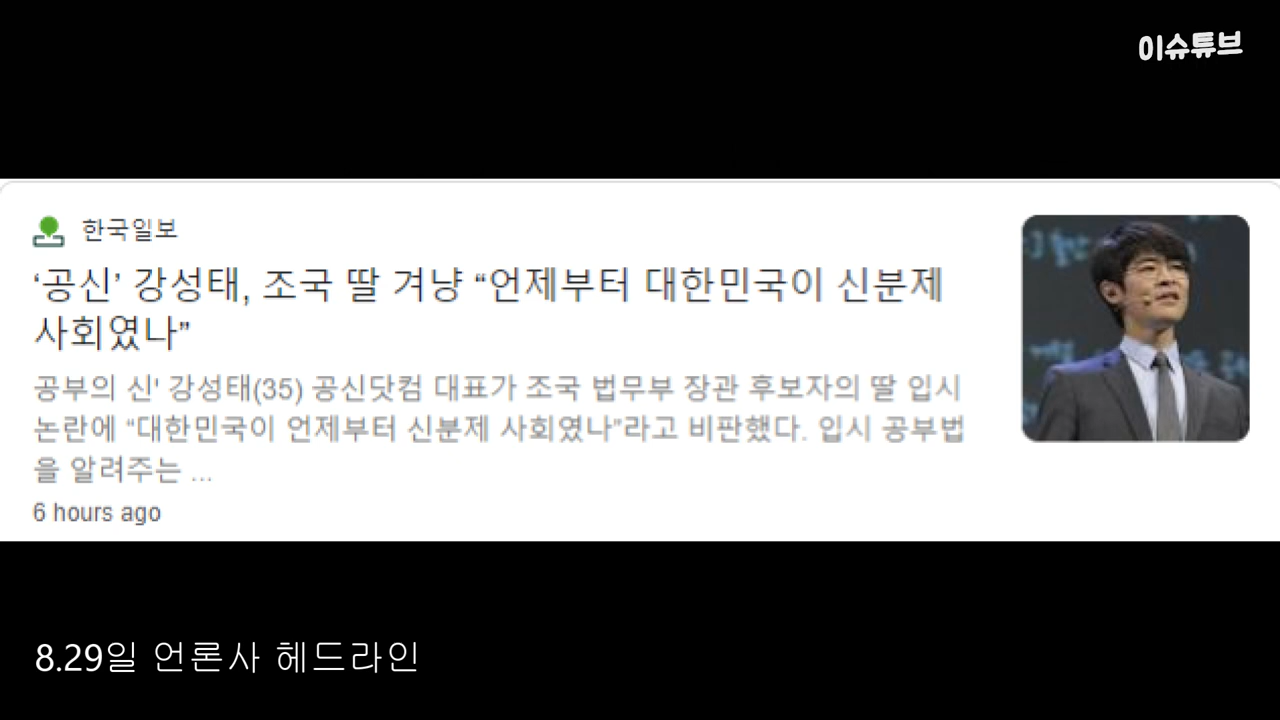 이슈튜브
한국일보
‘공신’ 강성태, 조국 딸 겨냥 “언제부터 대한민국이 신분제
사회였나”
공부의 신' 강성태(35) 공신닷컴 대표가 조국 법무부 장관 후보자의 딸 입시
논란에 “대한민국이 언제부터 신분제 사회였나”라고 비판했다. 입시 공부법
을 알려주는 ...
6 hours ago
8.29일 언론사 헤드라인